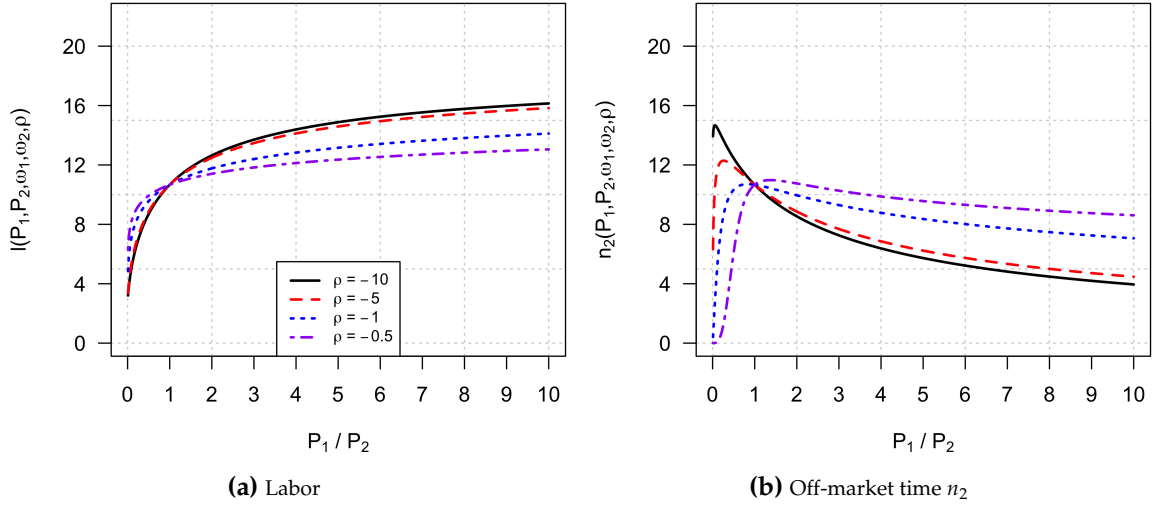 l(P₁,P₂,ω₁,ω₂,ρ)
20
16
12
8
4
0
ρ = −10
ρ = −5
ρ = −1
ρ = −0.5
0 1 2 3 4 5 6 7 8 9 10
P₁ / P₂
(a) Labor
n₂(P₁,P₂,ω₁,ω₂,ρ)
20
16
12
8
4
0
0 1 2 3 4 5 6 7 8 9 10
P₁ / P₂
(b) Off-market time n₂